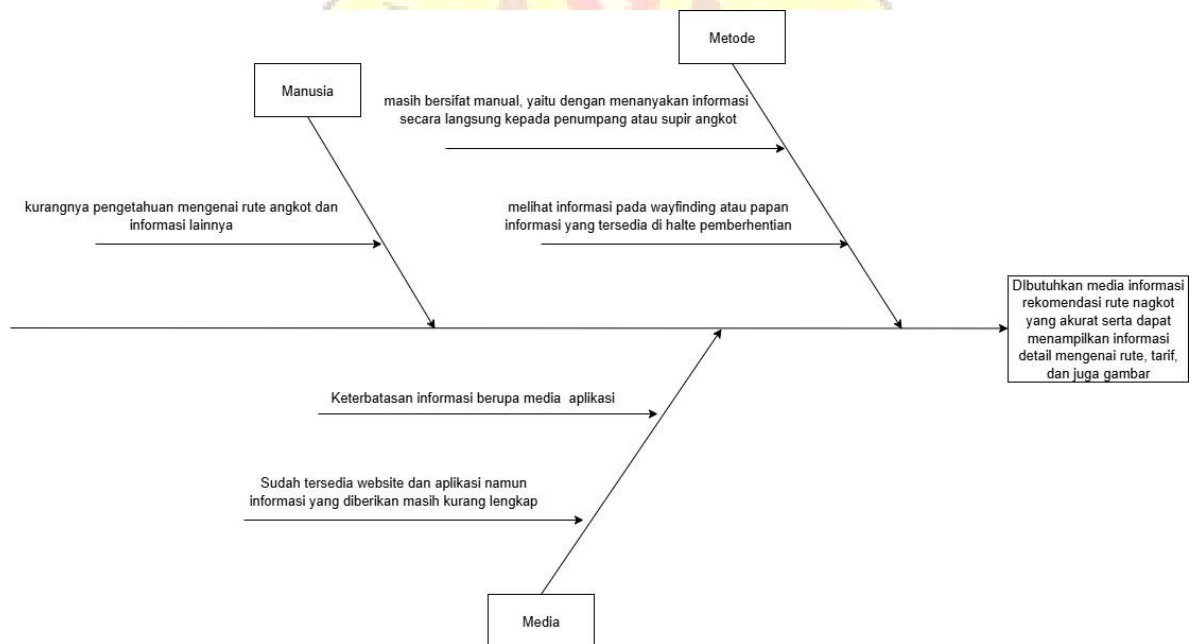 Metode
Manusia
masih bersifat manual, yaitu dengan menanyakan informasi
secara langsung kepada penumpang atau supir angkot
kurangnya pengetahuan mengenai rute angkot dan
informasi lainnya
melihat informasi pada wayfinding atau papan
informasi yang tersedia di halte pemberhentian
DIbutuhkan media informasi
rekomendasi rute nagkot
yang akurat serta dapat
menampilkan informasi
detail mengenai rute, tarif,
dan juga gambar
Keterbatasan informasi berupa media aplikasi
Sudah tersedia website dan aplikasi namun
informasi yang diberikan masih kurang lengkap
Media